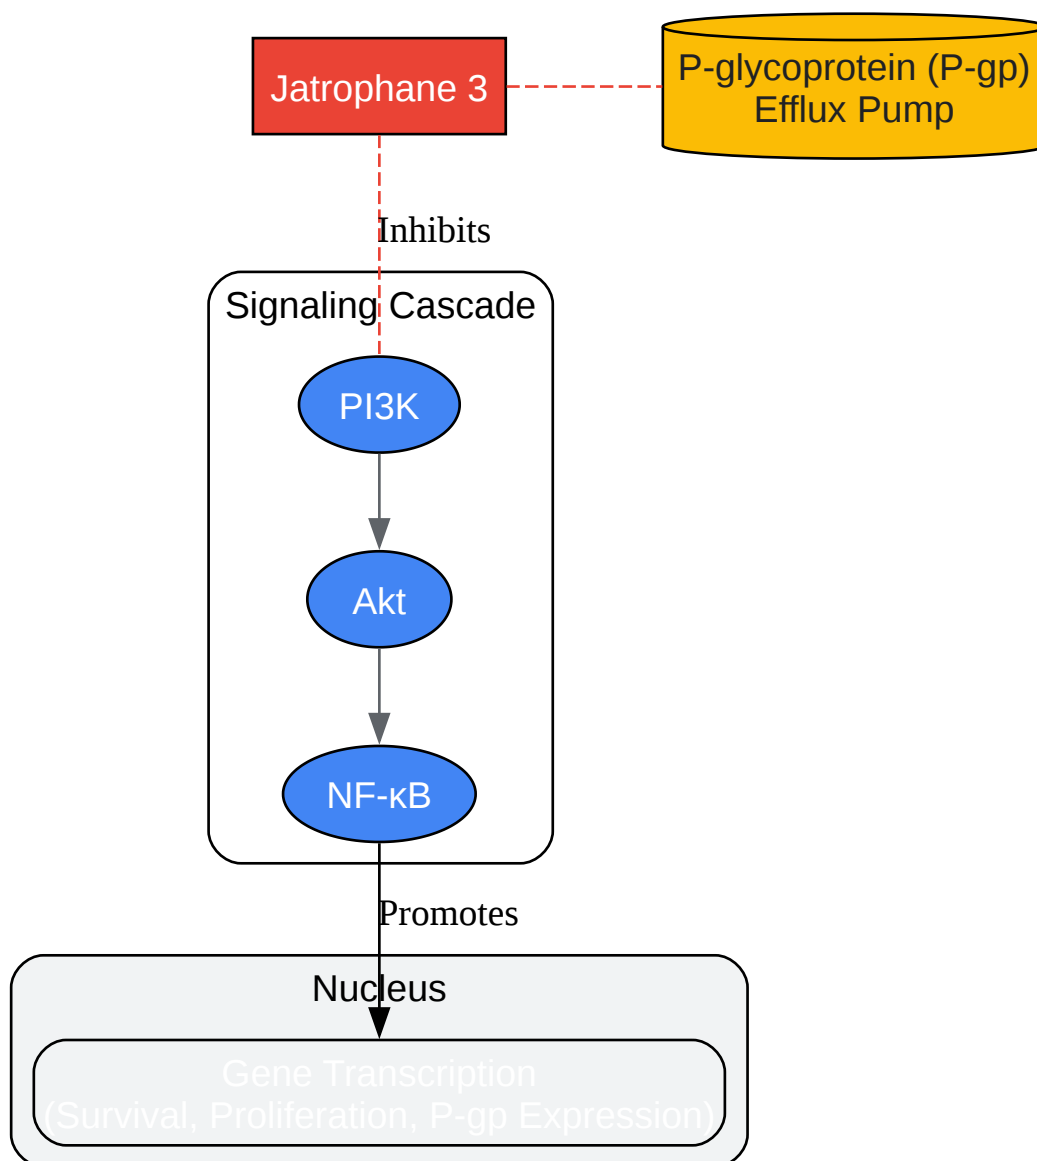 Jatrophane 3
P-glycoprotein (P-gp)
Efflux Pump
Inhibits
Signaling Cascade
PI3K
Akt
NF-κB
Promotes
Nucleus
Gene Transcription
(Survival, Proliferation, P-gp Expression)